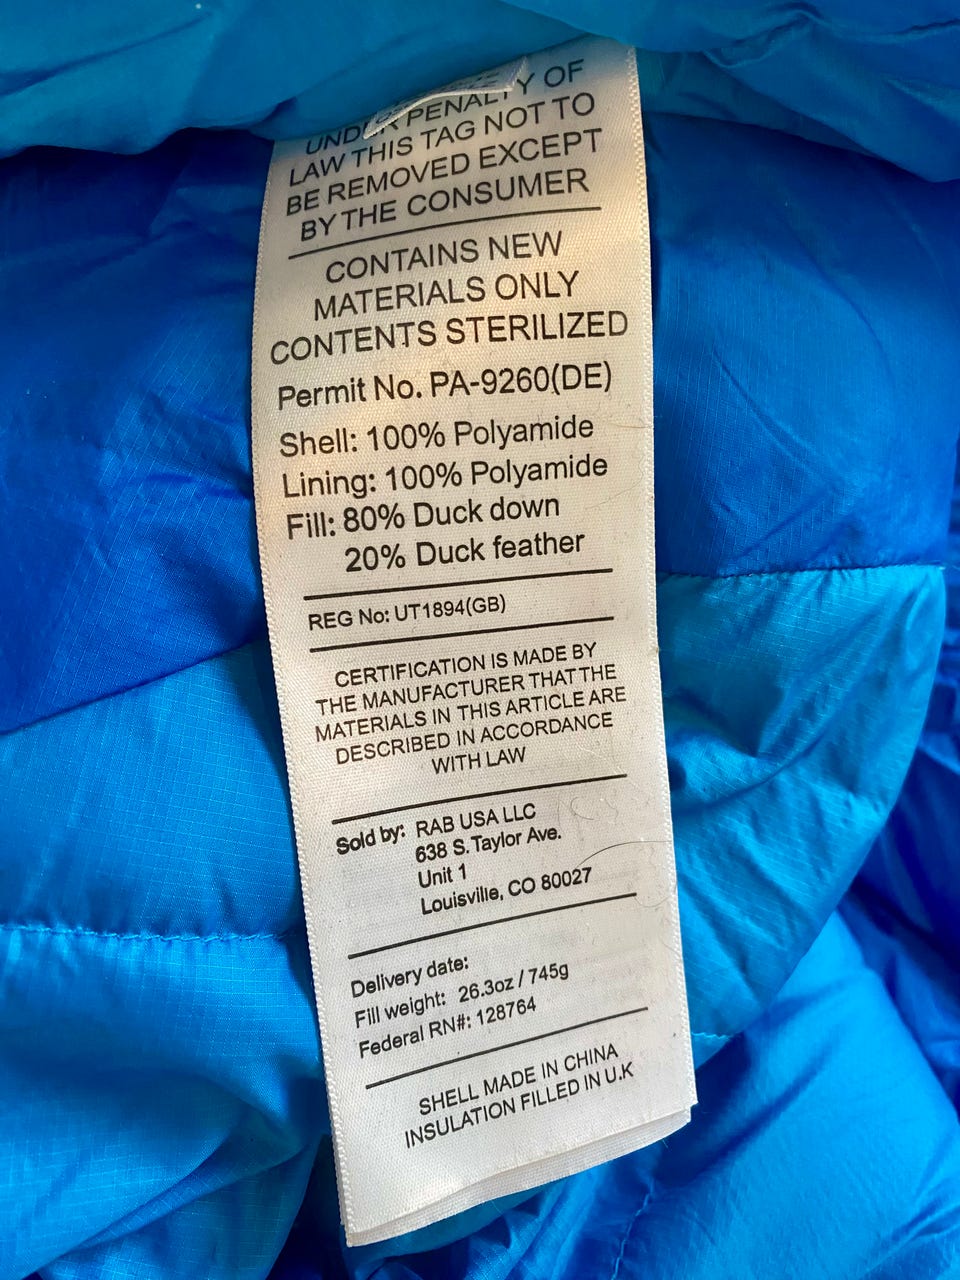 UNDER PENALTY OF
LAW THIS TAG NOT TO
BE REMOVED EXCEPT
BY THE CONSUMER
CONTAINS NEW
MATERIALS ONLY
CONTENTS STERILIZED
Permit No. PA-9260(DE)
Shell: 100% Polyamide
Lining: 100% Polyamide
Fill: 80% Duck down
20% Duck feather
REG No: UT1894(GB)
CERTIFICATION IS MADE BY
THE MANUFACTURER THAT THE
MATERIALS IN THIS ARTICLE ARE
DESCRIBED IN ACCORDANCE
WITH LAW
Sold by: RAB USA LLC
638 S. Taylor Ave.
Unit 1
Louisville, CO 80027
Delivery date:
Fill weight: 26.3oz / 745g
Federal RN#: 128764
SHELL MADE IN CHINA
INSULATION FILLED IN U.K